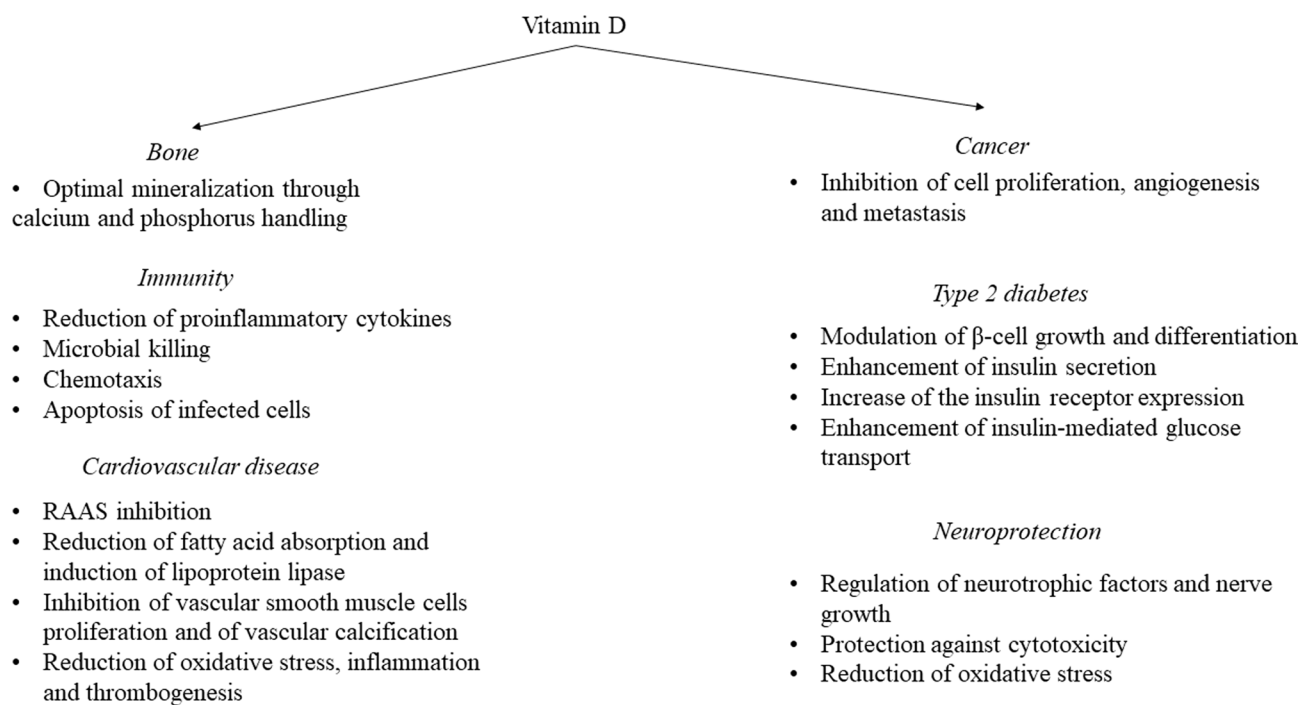 Vitamin D
Bone
• Optimal mineralization through
calcium and phosphorus handling
Immunity
• Reduction of proinflammatory cytokines
• Microbial killing
• Chemotaxis
• Apoptosis of infected cells
Cardiovascular disease
• RAAS inhibition
• Reduction of fatty acid absorption and
induction of lipoprotein lipase
• Inhibition of vascular smooth muscle cells
proliferation and of vascular calcification
• Reduction of oxidative stress, inflammation
and thrombogenesis
Cancer
• Inhibition of cell proliferation, angiogenesis
and metastasis
Type 2 diabetes
• Modulation of β-cell growth and differentiation
• Enhancement of insulin secretion
• Increase of the insulin receptor expression
• Enhancement of insulin-mediated glucose
transport
Neuroprotection
• Regulation of neurotrophic factors and nerve
growth
• Protection against cytotoxicity
• Reduction of oxidative stress